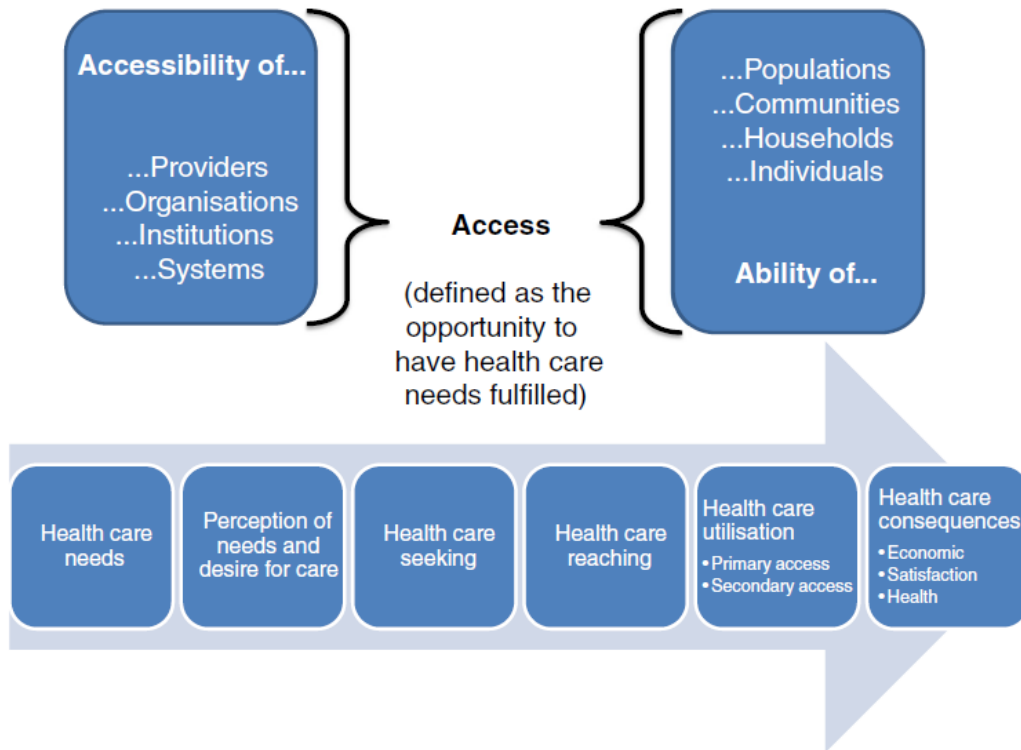 Accessibility of...
...Providers
...Organisations
...Institutions
...Systems
...Populations
...Communities
...Households
...Individuals
Ability of...
Access
(defined as the
opportunity to
have health care
needs fulfilled)
Health care
needs
Perception of
needs and
desire for care
Health care
seeking
Health care
reaching
Health care
utilisation
• Primary access
• Secondary access
Health care
consequences
• Economic
• Satisfaction
• Health